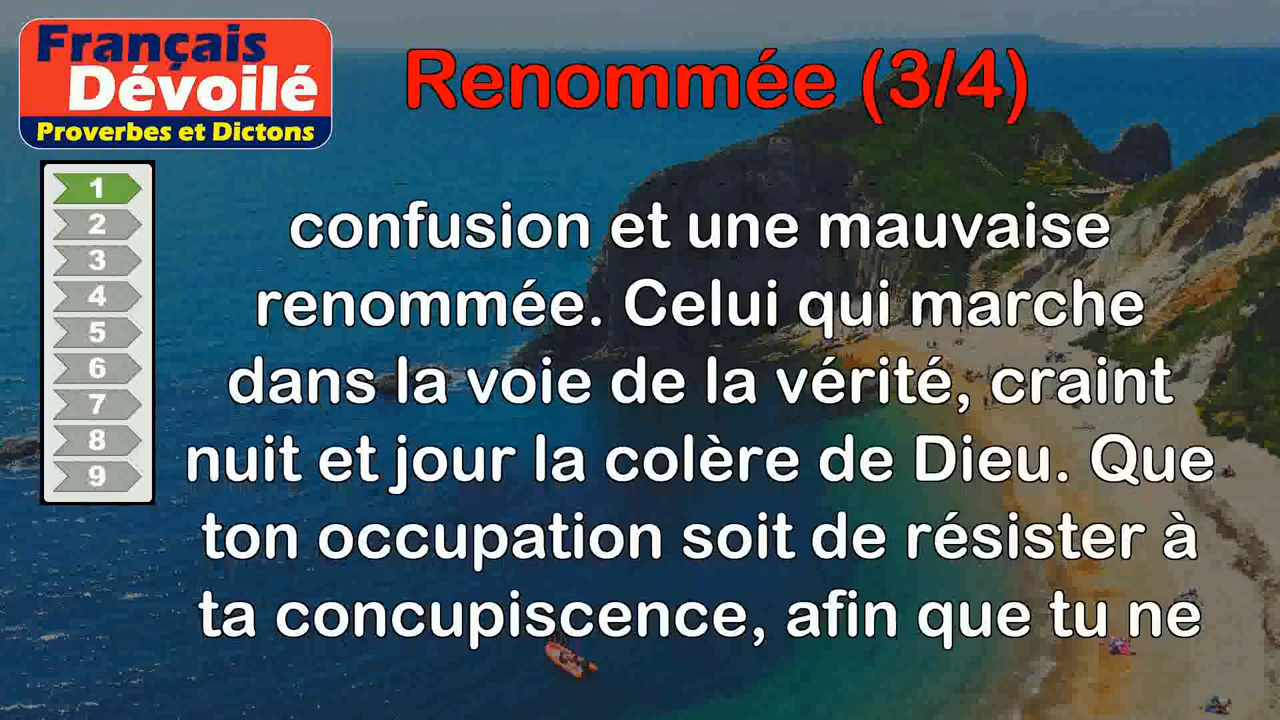 Français
Dévoilé
Proverbes et Dictons
Renommée (3/4)
1
2
3
4
5
6
7
8
9
confusion et une mauvaise
renommée. Celui qui marche
dans la voie de la vérité, craint
nuit et jour la colère de Dieu. Que
ton occupation soit de résister à
ta concupiscence, afin que tu ne